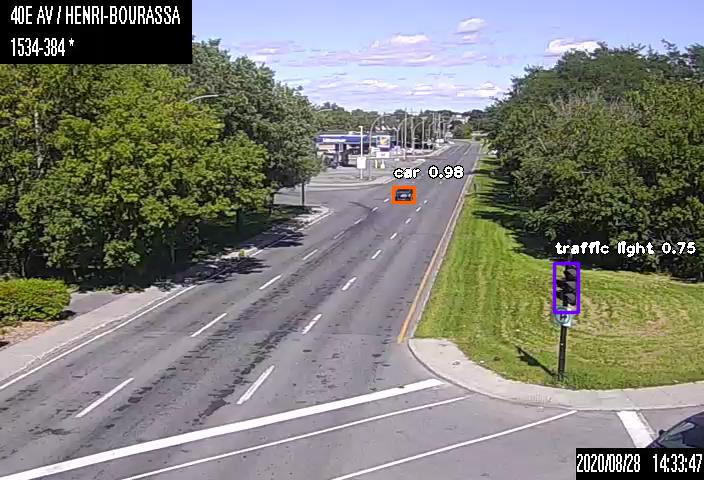 40E AV / HENRI-BOURASSA
1534-384 *
car 0.98
traffic light 0.75
2020/08/28 14:33:47